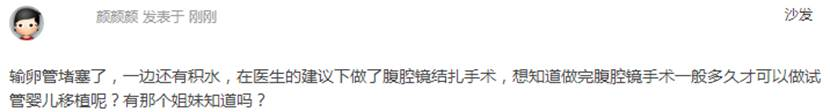 颜颜颜 发表于 刚刚
沙发
输卵管堵塞了，一边还有积水，在医生的建议下做了腹腔镜结扎手术，想知道做完腹腔镜手术一般多久才可以做试
管婴儿移植呢？有那个姐妹知道吗？